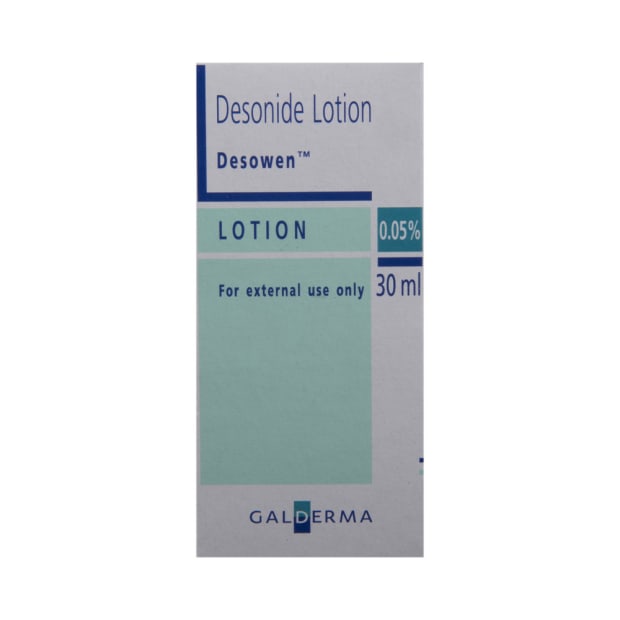 Desonide Lotion
Desowen™
LOTION 0.05%
For external use only 30 ml
GALDERMA